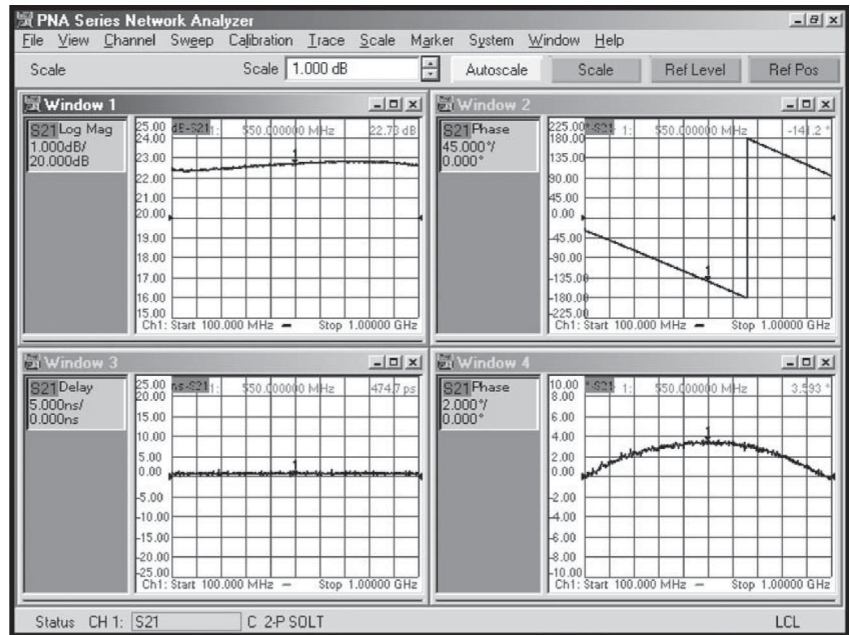 PNA Series Network Analyzer
File View Channel Sweep Calibration Trace Scale Marker System Window Help
Scale Scale 1.000 dB Autoscale Scale Ref Level Ref Pos
Window 1
S21 Log Mag
1.000dB/
20.000dB
25.00 dB-S21 1: 550.000000 MHz 22.73 dB
24.00
23.00
1
22.00
21.00
20.00
19.00
18.00
17.00
16.00
15.00
Ch1: Start 100.000 MHz Stop 1.00000 GHz
Window 2
S21 Phase
45.000°/
0.000°
225.00 °-S21 1: 550.000000 MHz -141.2 °
180.00
135.00
90.00
45.00
0.00
-45.00
-90.00
1
-135.00
-180.00
-225.00
Ch1: Start 100.000 MHz Stop 1.00000 GHz
Window 3
S21 Delay
5.000ns/
0.000ns
25.00 ns-S21 1: 550.000000 MHz 474.7 ps
20.00
15.00
10.00
5.00
1
0.00
-5.00
-10.00
-15.00
-20.00
-25.00
Ch1: Start 100.000 MHz Stop 1.00000 GHz
Window 4
S21 Phase
2.000°/
0.000°
10.00 °-S21 1: 550.000000 MHz 3.593 °
8.00
6.00
4.00
1
2.00
0.00
-2.00
-4.00
-6.00
-8.00
-10.00
Ch1: Start 100.000 MHz Stop 1.00000 GHz
Status CH 1: S21 C 2-P SOLT LCL